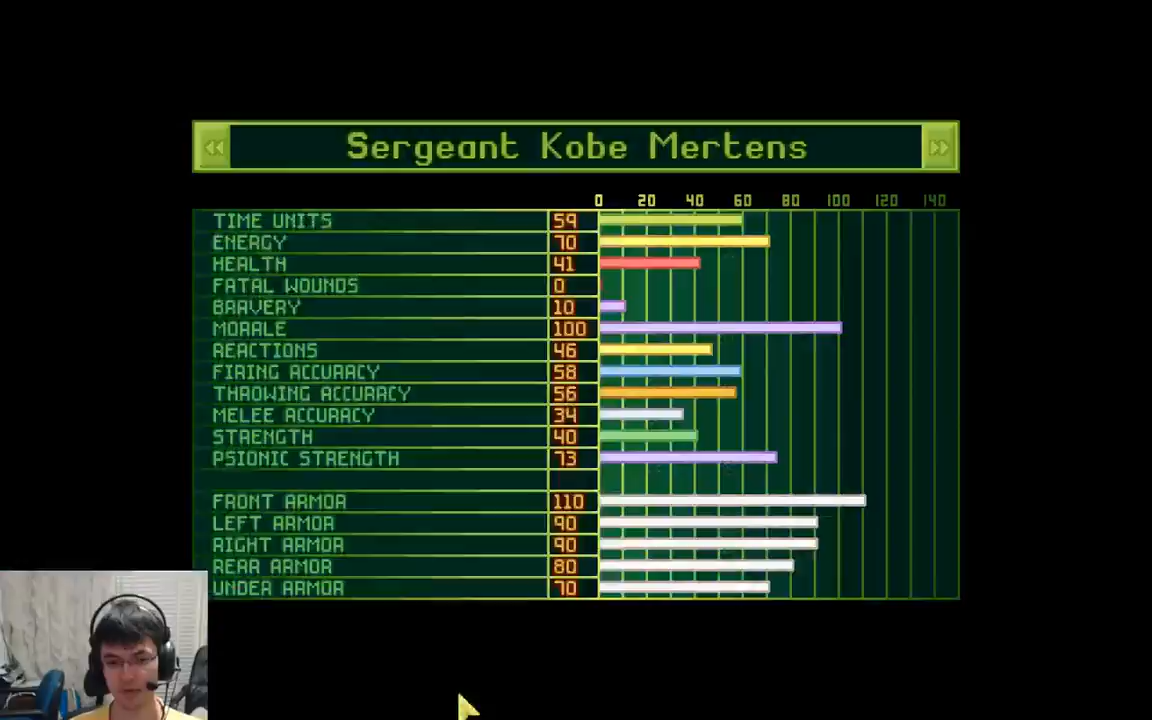 Sergeant Kobe Mertens
0 20 40 60 80 100 120 140
TIME UNITS 59
ENERGY 70
HEALTH 41
FATAL WOUNDS 0
BRAVERY 10
MORALE 100
REACTIONS 46
FIRING ACCURACY 58
THROWING ACCURACY 56
MELEE ACCURACY 34
STRENGTH 40
PSIONIC STRENGTH 73
FRONT ARMOR 110
LEFT ARMOR 90
RIGHT ARMOR 90
REAR ARMOR 80
UNDER ARMOR 70